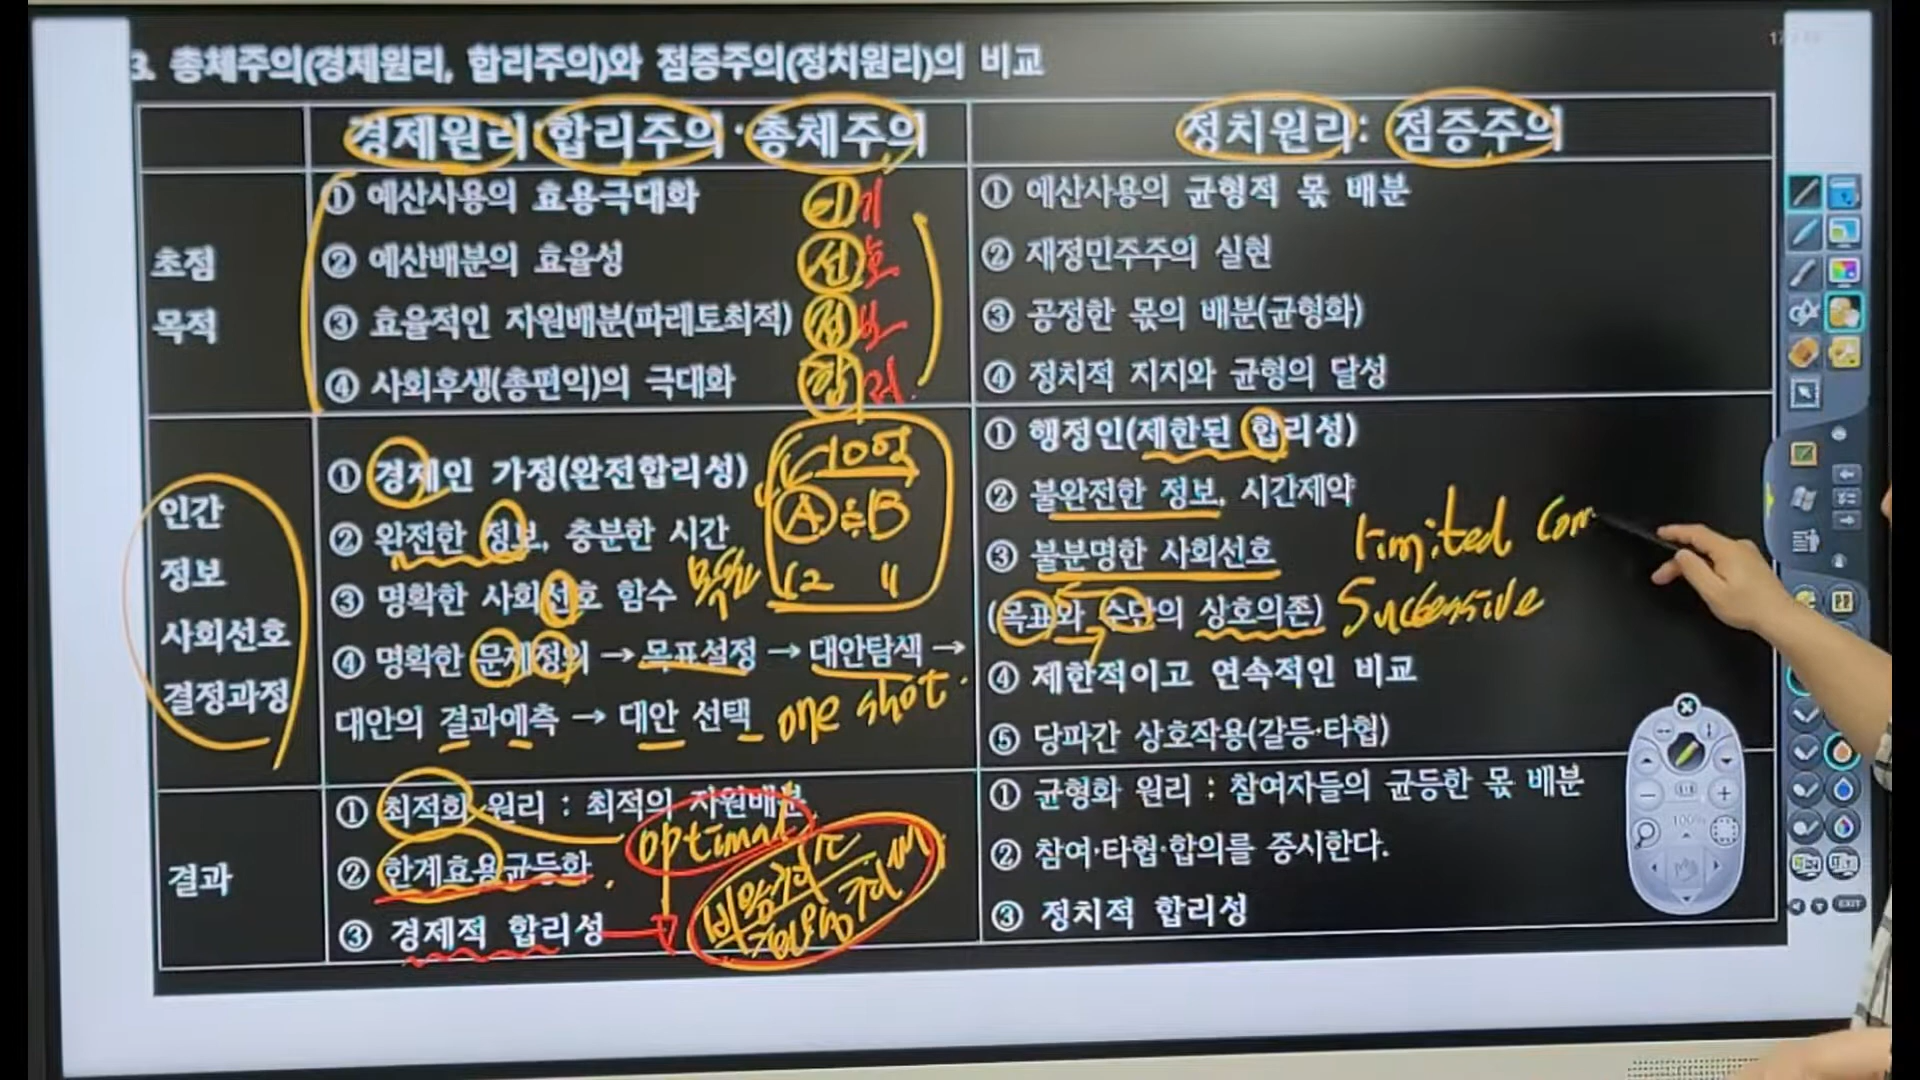 3. 총체주의(경제원리, 합리주의)와 점증주의(정치원리)의 비교
경제원리·합리주의·총체주의
정치원리: 점증주의
초점
목적
① 예산사용의 효용극대화
② 예산배분의 효율성
③ 효율적인 자원배분(파레토최적)
④ 사회후생(총편익)의 극대화
선호
정보
합리
① 예산사용의 균형적 몫 배분
② 재정민주주의 실현
③ 공정한 몫의 배분(균형화)
④ 정치적 지지와 균형의 달성
인간
정보
사회선호
결정과정
① 경제인 가정(완전합리성)
② 완전한 정보, 충분한 시간
③ 명확한 사회선호 함수
④ 명확한 문제정의 → 목표설정 → 대안탐색 →
대안의 결과예측 → 대안 선택
one shot.
100억
A B
12 11
① 행정인(제한된 합리성)
② 불완전한 정보, 시간제약
③ 불분명한 사회선호
(목표와 수단의 상호의존)
④ 제한적이고 연속적인 비교
⑤ 당파간 상호작용(갈등·타협)
limited com
Successive
결과
① 최적화 원리 : 최적의 자원배분
② 한계효용균등화
③ 경제적 합리성
optimal
① 균형화 원리 : 참여자들의 균등한 몫 배분
② 참여·타협·합의를 중시한다.
③ 정치적 합리성
100%
EXIT